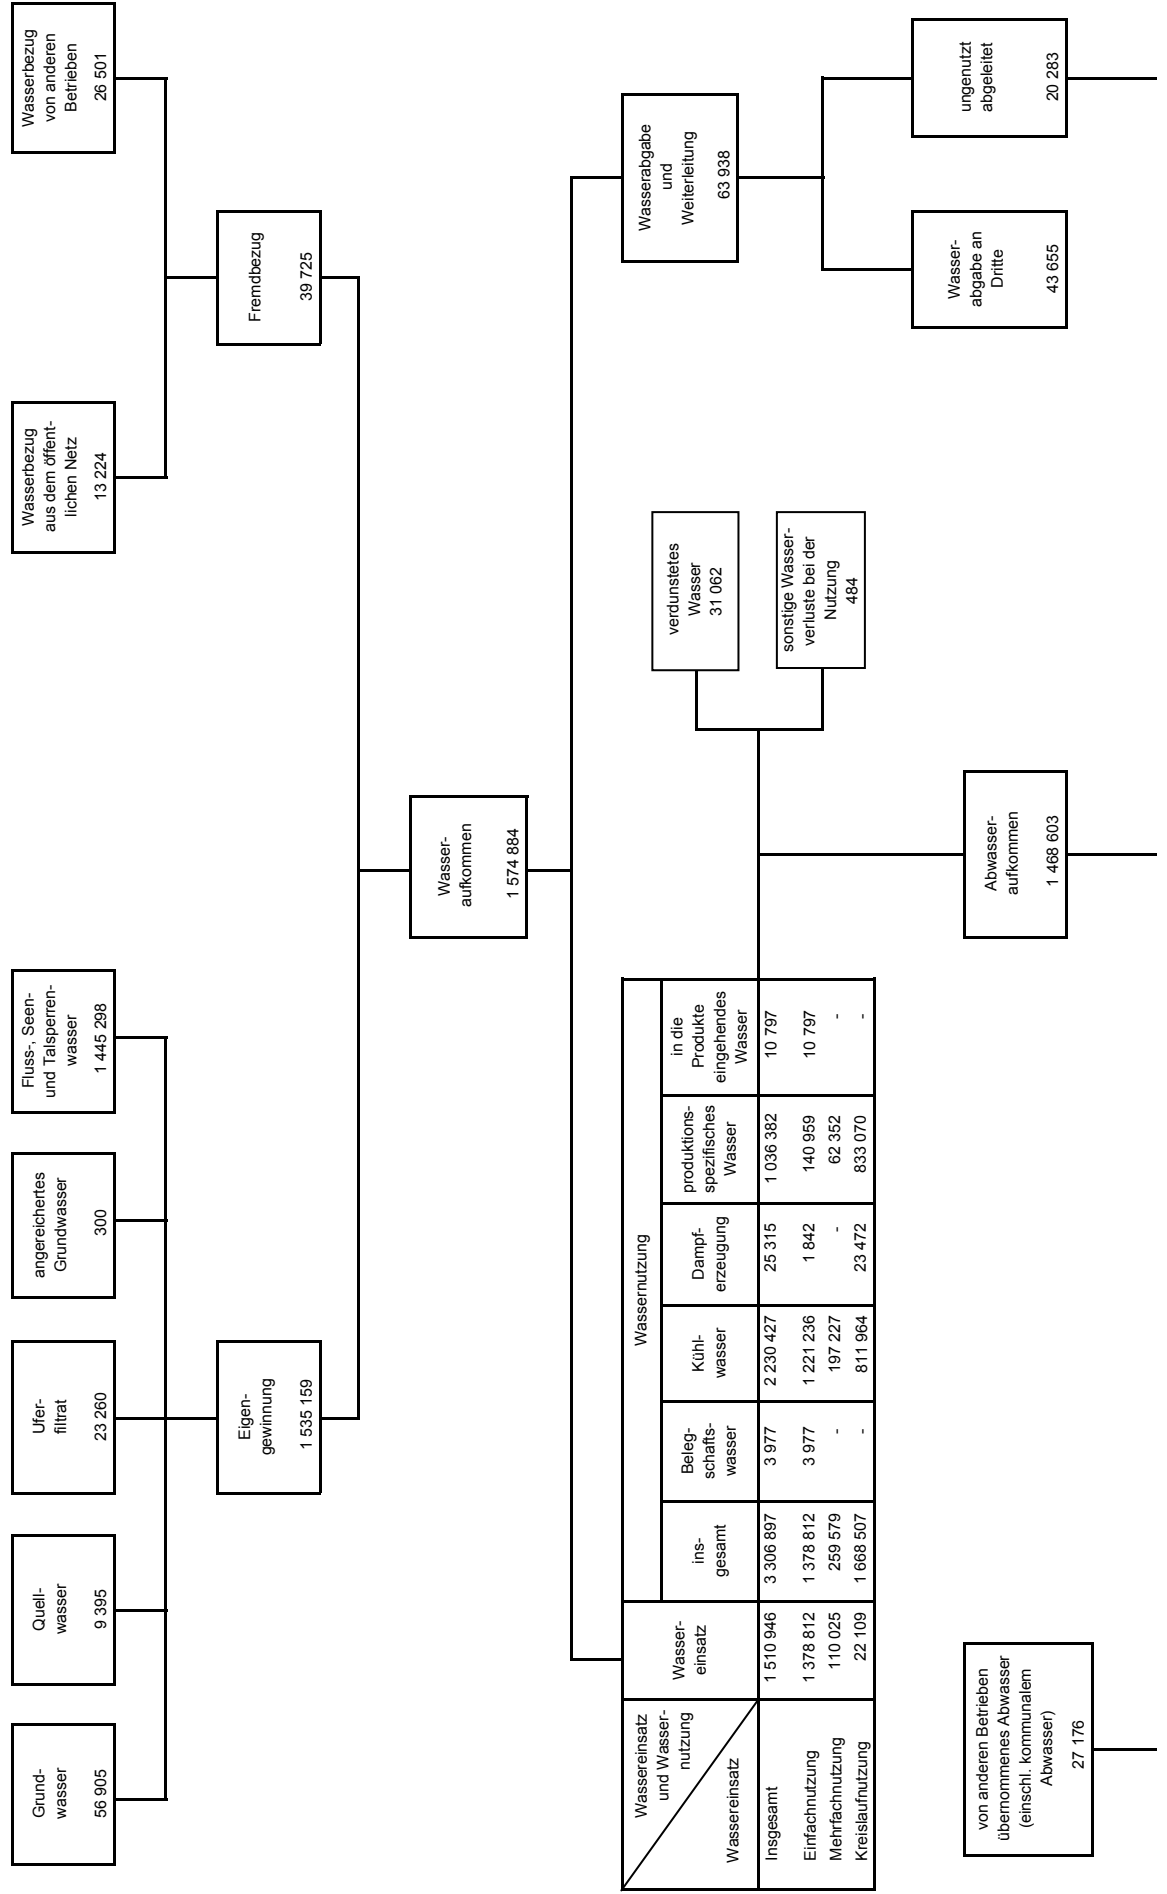 Grund-
wasser
56 905
Quell-
wasser
9 395
Ufer-
filtrat
23 260
angereichertes
Grundwasser
300
Fluss-, Seen-
und Talsperren-
wasser
1 445 298
Wasserbezug
aus dem öffent-
lichen Netz
13 224
Wasserbezug
von anderen
Betrieben
26 501
Eigen-
gewinnung
1 535 159
Fremdbezug
39 725
Wasser-
aufkommen
1 574 884
Wassereinsatz
und Wasser-
nutzung
Wassereinsatz
Wasser-
einsatz
Wassernutzung
ins-
gesamt
Beleg-
schafts-
wasser
Kühl-
wasser
Dampf-
erzeugung
produktions-
spezifisches
Wasser
in die
Produkte
eingehendes
Wasser
Insgesamt 1 510 946 3 306 897 3 977 2 230 427 25 315 1 036 382 10 797
Einfachnutzung 1 378 812 1 378 812 3 977 1 221 236 1 842 140 959 10 797
Mehrfachnutzung 110 025 259 579 - 197 227 - 62 352 -
Kreislaufnutzung 22 109 1 668 507 - 811 964 23 472 833 070 -
verdunstetes
Wasser
31 062
sonstige Wasser-
verluste bei der
Nutzung
484
Wasserabgabe
und
Weiterleitung
63 938
Wasser-
abgabe an
Dritte
43 655
ungenutzt
abgeleitet
20 283
von anderen Betrieben
übernommenes Abwasser
(einschl. kommunalem
Abwasser)
27 176
Abwasser-
aufkommen
1 468 603